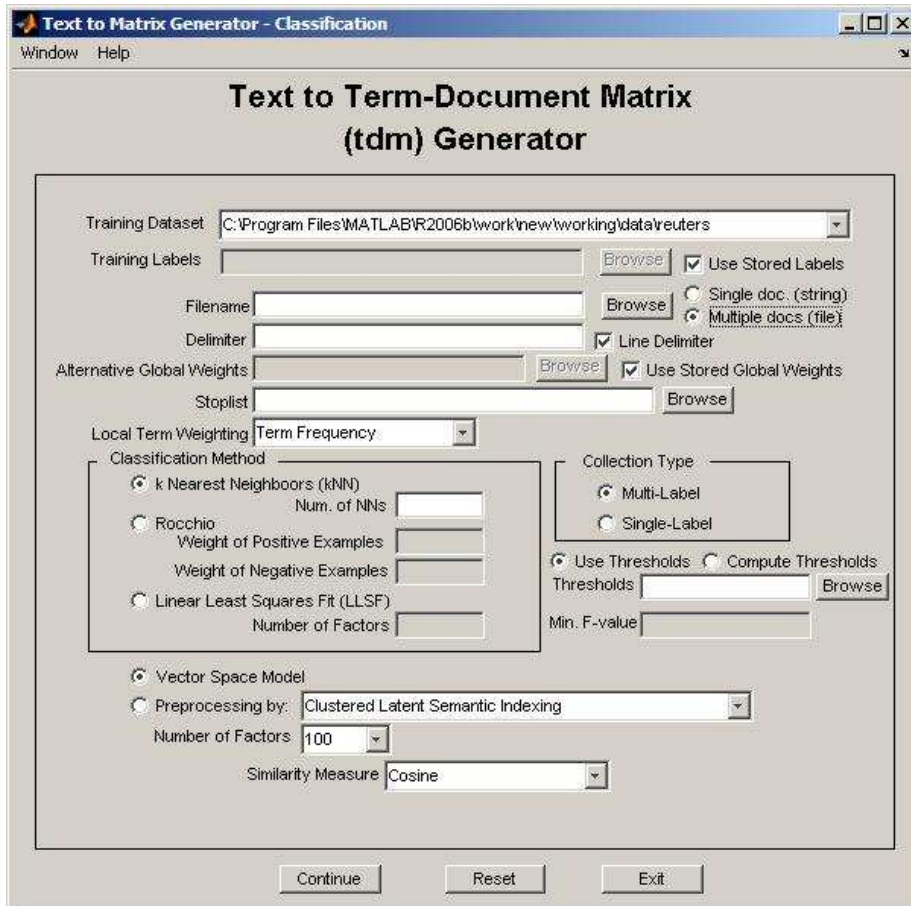 Text to Matrix Generator - Classification
Window Help
Text to Term-Document Matrix
(tdm) Generator
Training Dataset C:\Program Files\MATLAB\R2006b\work\new\working\data\reuters
Training Labels Browse Use Stored Labels
Filename Browse Single doc. (string)
Multiple docs (file)
Delimiter Line Delimiter
Alternative Global Weights Browse Use Stored Global Weights
Stoplist Browse
Local Term Weighting Term Frequency
Classification Method
k Nearest Neighboors (kNN)
Num. of NNs
Rocchio
Weight of Positive Examples
Weight of Negative Examples
Linear Least Squares Fit (LLSF)
Number of Factors
Collection Type
Multi-Label
Single-Label
Use Thresholds Compute Thresholds
Thresholds Browse
Min. F-value
Vector Space Model
Preprocessing by: Clustered Latent Semantic Indexing
Number of Factors 100
Similarity Measure Cosine
Continue Reset Exit